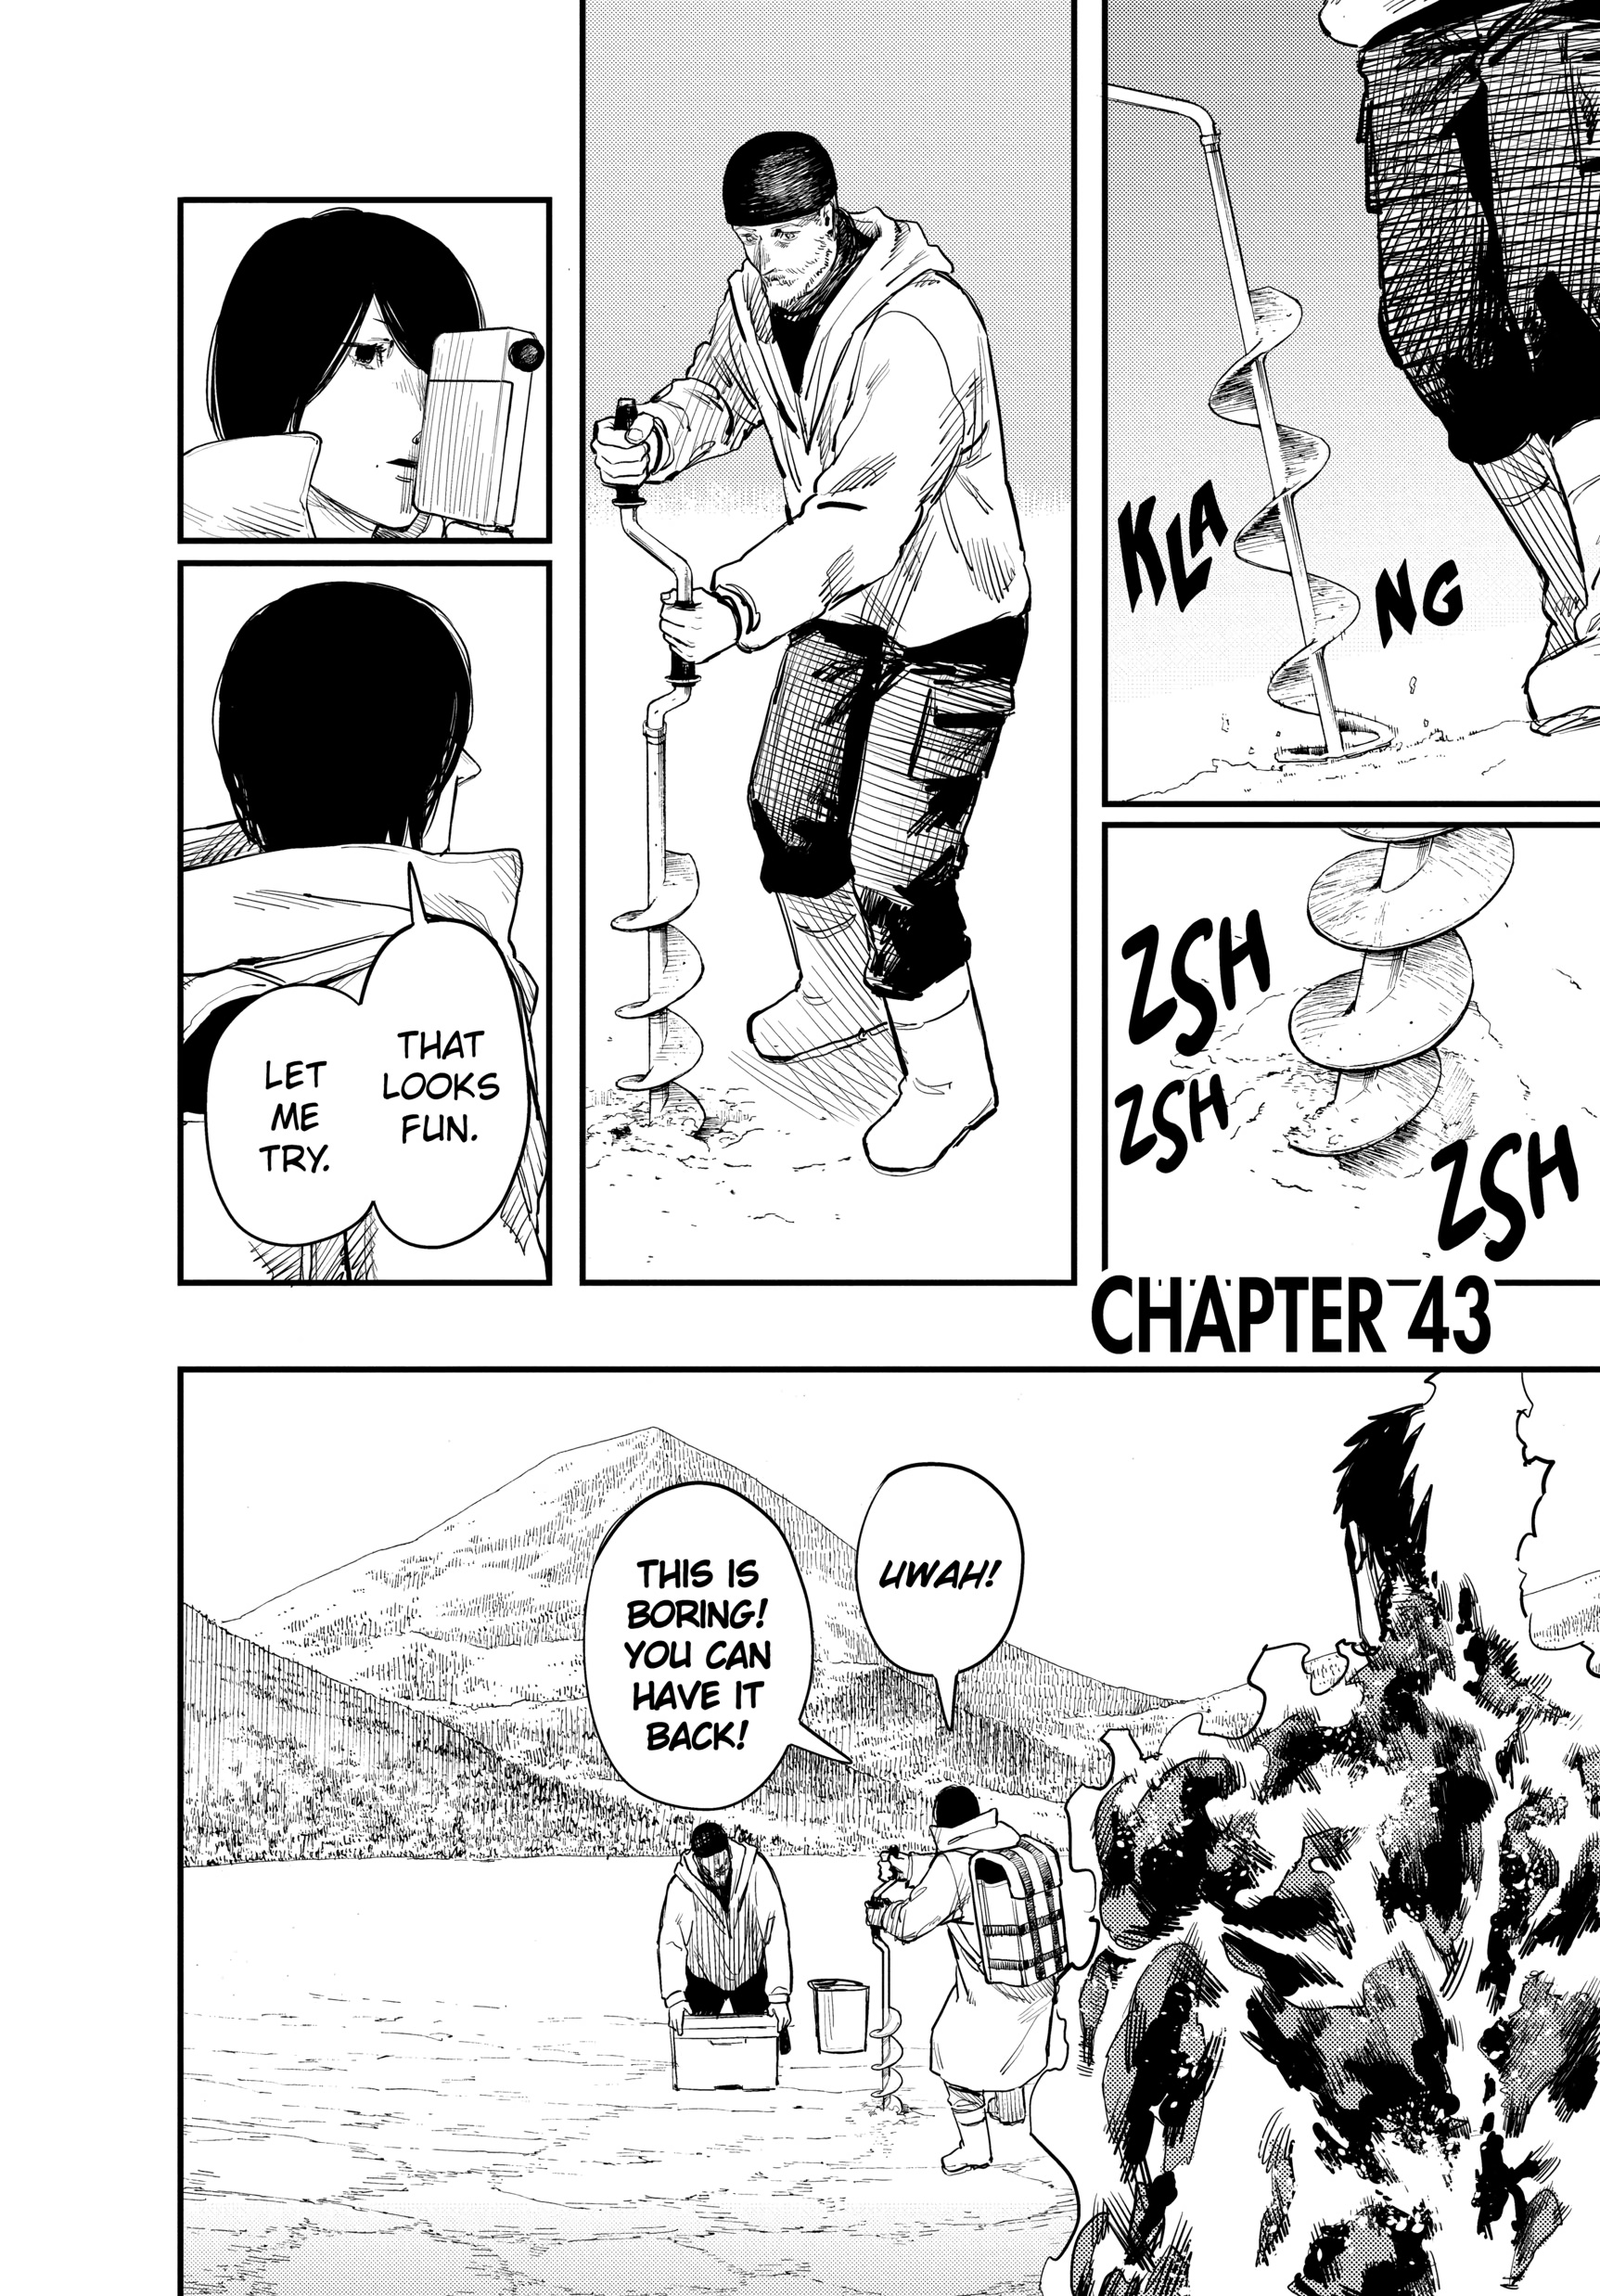 KLA
NG
ZSH
ZSH
ZSH
THAT
LOOKS
FUN.
LET
ME
TRY.
CHAPTER 43
UWAH!
THIS IS
BORING!
YOU CAN
HAVE IT
BACK!